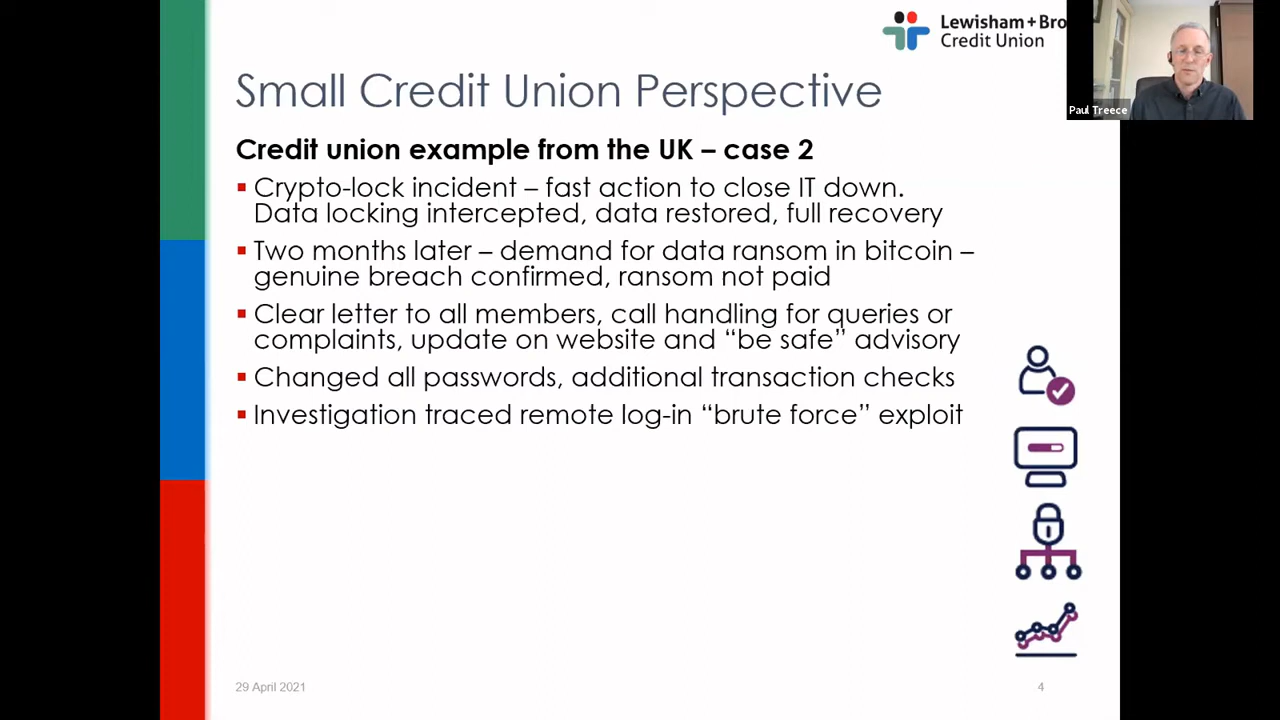 Lewisham + Bro
Credit Union
Paul Treece
Small Credit Union Perspective
Credit union example from the UK – case 2
▪ Crypto-lock incident – fast action to close IT down.
Data locking intercepted, data restored, full recovery
▪ Two months later – demand for data ransom in bitcoin –
genuine breach confirmed, ransom not paid
▪ Clear letter to all members, call handling for queries or
complaints, update on website and “be safe” advisory
▪ Changed all passwords, additional transaction checks
▪ Investigation traced remote log-in “brute force” exploit
29 April 2021
4